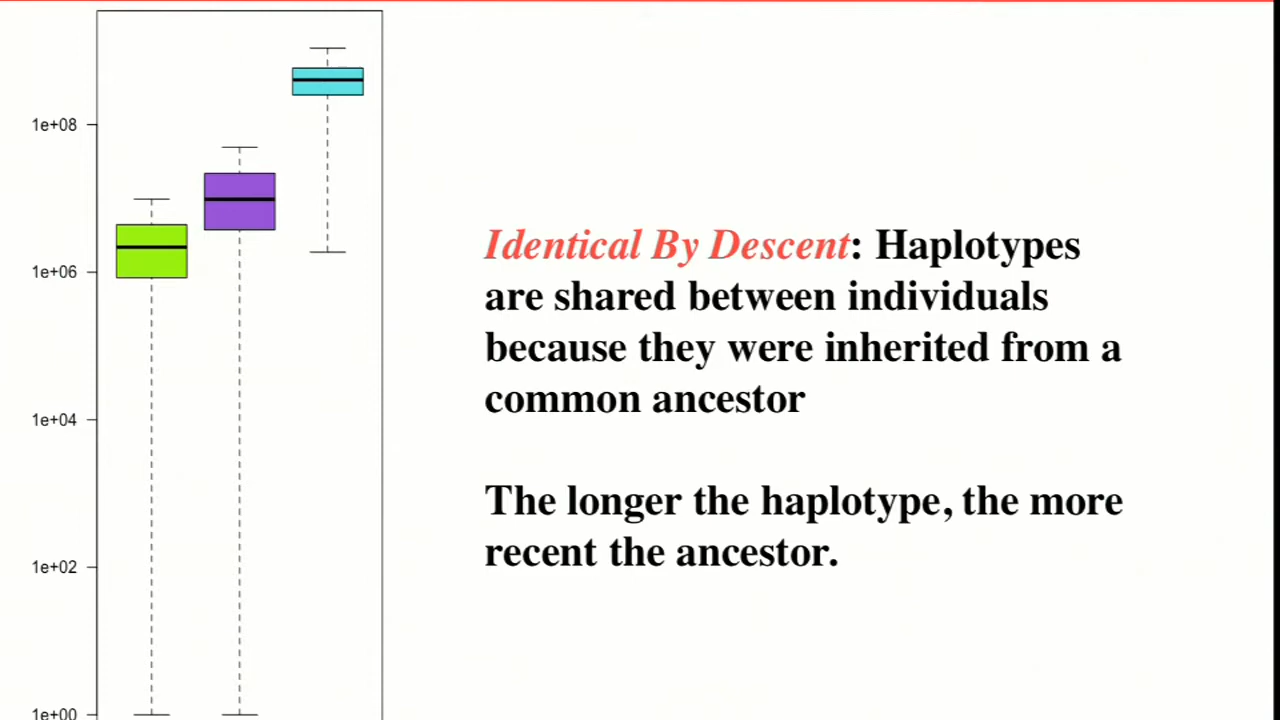 1e+08
1e+06
1e+04
1e+02
1e+00
Identical By Descent: Haplotypes
are shared between individuals
because they were inherited from a
common ancestor
The longer the haplotype, the more
recent the ancestor.